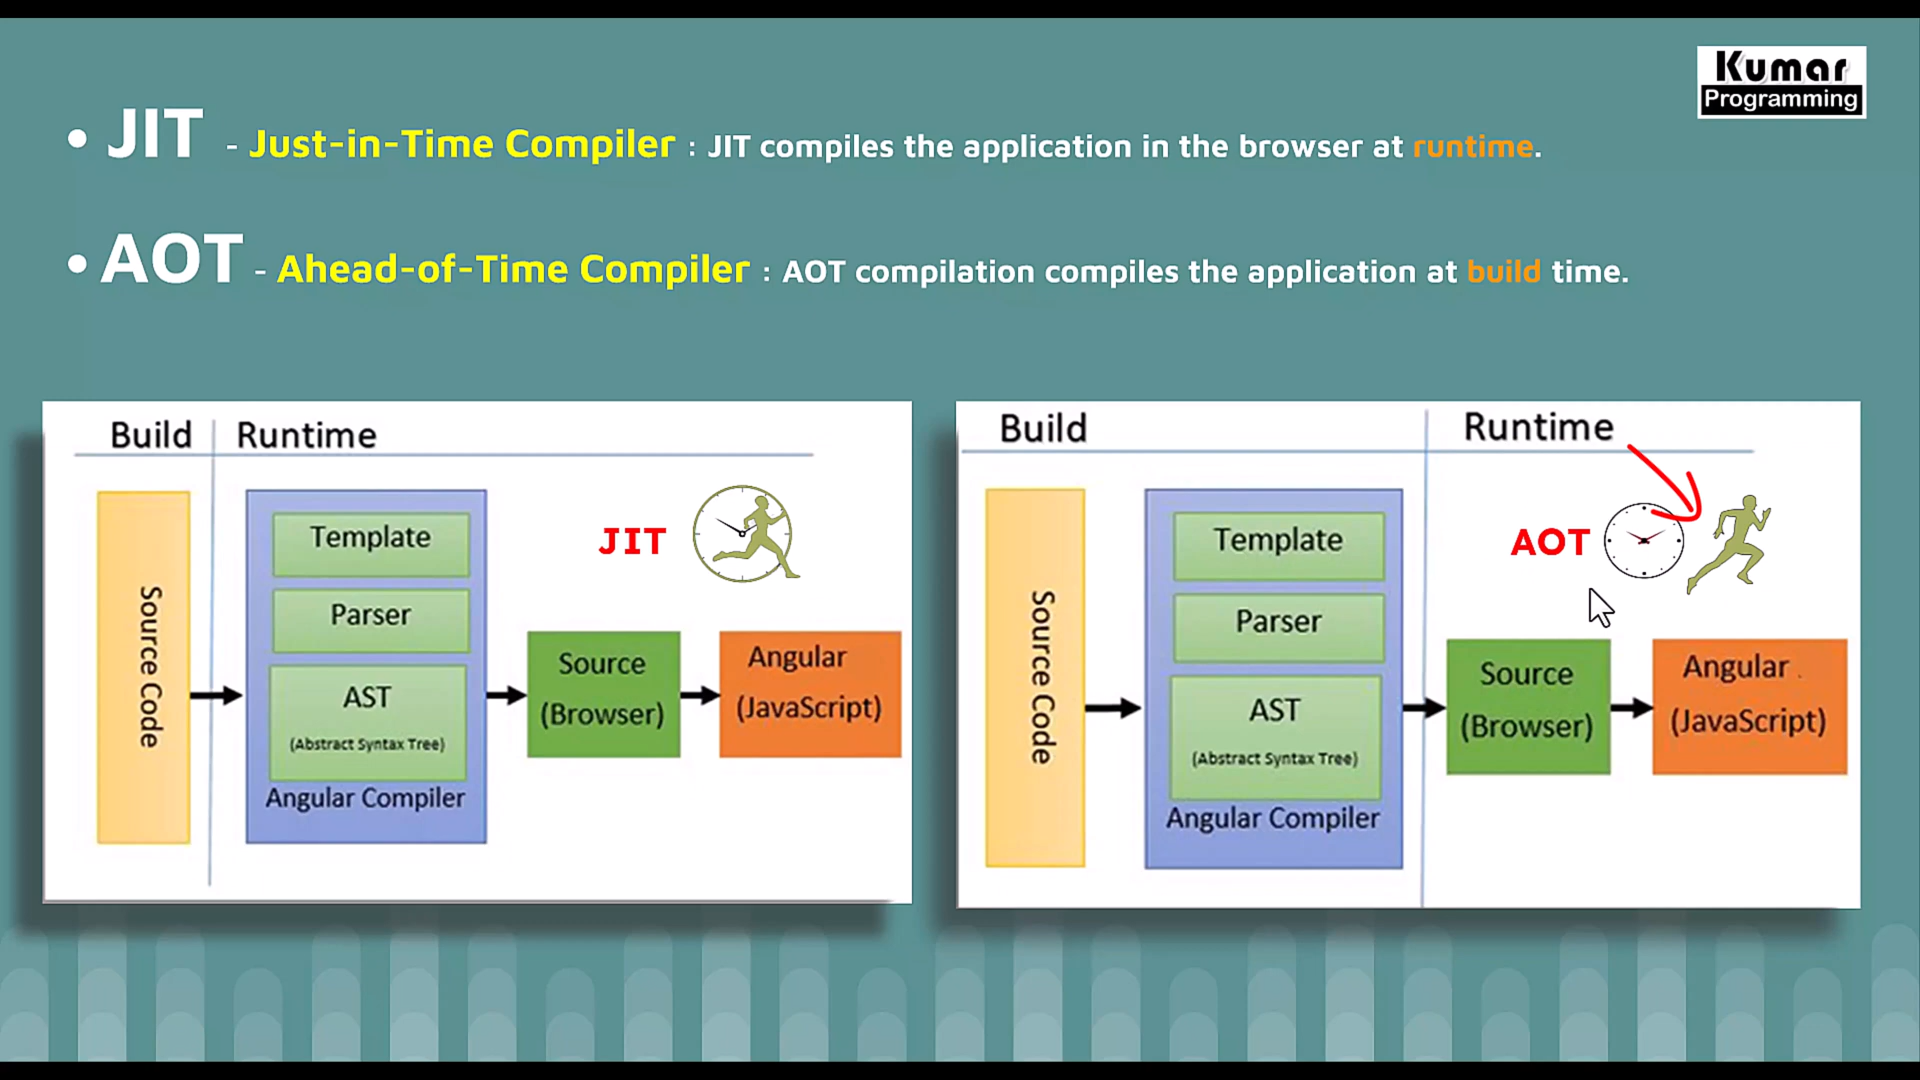 Kumar
Programming
• JIT - Just-in-Time Compiler : JIT compiles the application in the browser at runtime.
• AOT - Ahead-of-Time Compiler : AOT compilation compiles the application at build time.
Build Runtime
Source Code
Template
Parser
AST
(Abstract Syntax Tree)
Angular Compiler
JIT
Source
(Browser)
Angular
(JavaScript)
Build Runtime
Source Code
Template
Parser
AST
(Abstract Syntax Tree)
Angular Compiler
AOT
Source
(Browser)
Angular
(JavaScript)